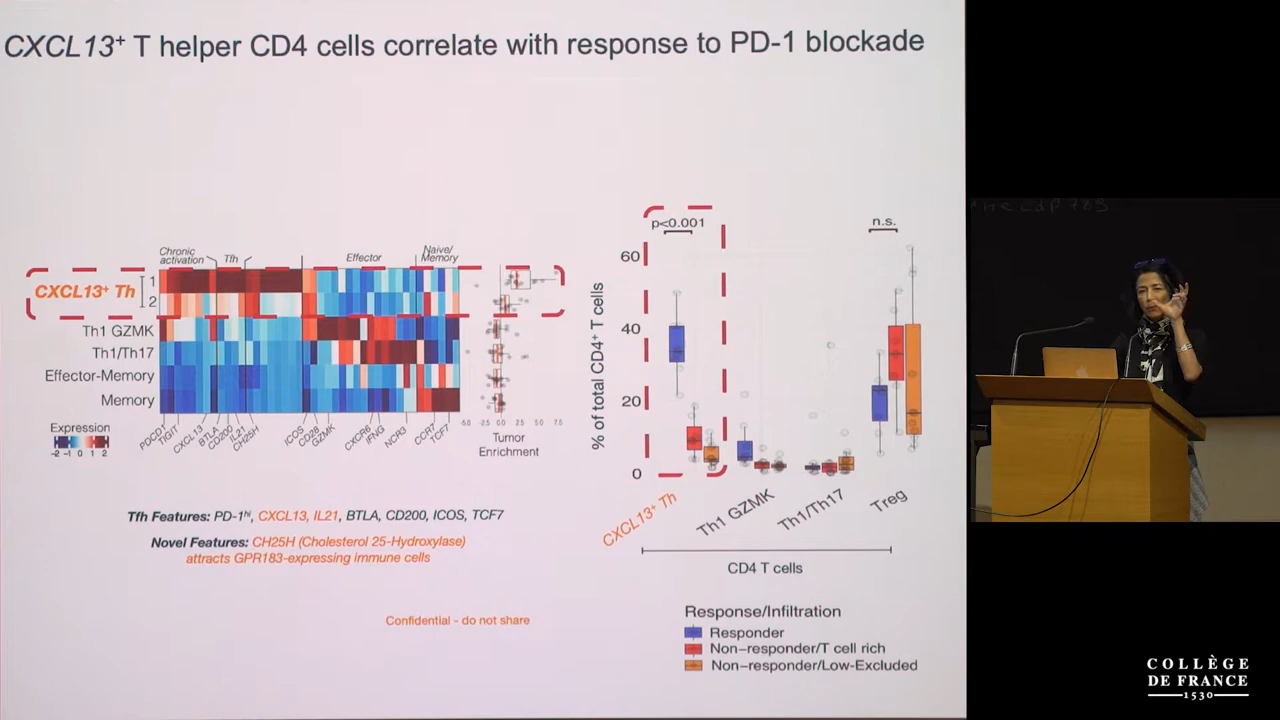 CXCL13⁺ T helper CD4 cells correlate with response to PD-1 blockade
Chronic activation
Tfh
Effector
Naive/Memory
CXCL13⁺ Th
1
2
Th1 GZMK
Th1/Th17
Effector-Memory
Memory
Expression
-2 -1 0 1 2
PDCD1
TIGIT
CXCL13
BTLA
CD200
IL21
CH25H
ICOS
CD28
GZMK
CXCR6
IFNG
NCR3
CCR7
TCF7
-5.0 -2.5 0.0 2.5 5.0 7.5
Tumor
Enrichment
% of total CD4⁺ T cells
60
40
20
0
p<0.001
n.s.
CXCL13⁺ Th
Th1 GZMK
Th1/Th17
Treg
CD4 T cells
Tfh Features: PD-1ʰⁱ, CXCL13, IL21, BTLA, CD200, ICOS, TCF7
Novel Features: CH25H (Cholesterol 25-Hydroxylase)
attracts GPR183-expressing immune cells
Confidential - do not share
Response/Infiltration
Responder
Non−responder/T cell rich
Non−responder/Low-Excluded
COLLÈGE
DE FRANCE
1530